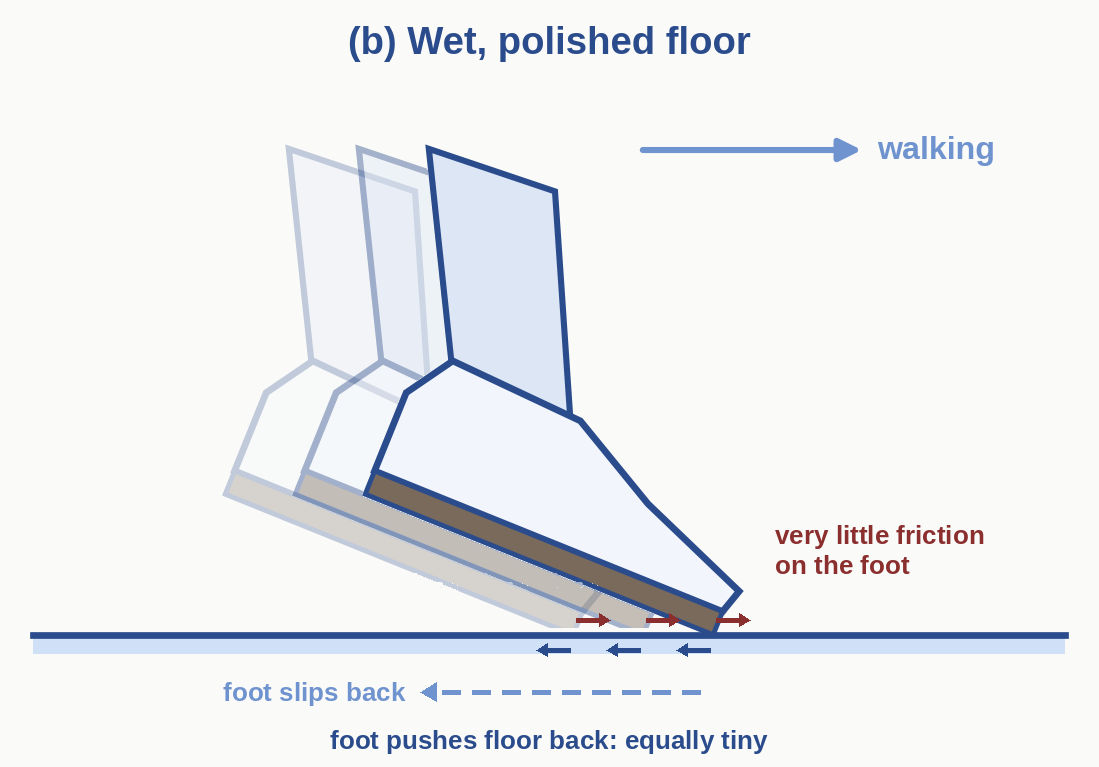 (b) Wet, polished floor
walking
very little friction
on the foot
foot slips back
foot pushes floor back: equally tiny